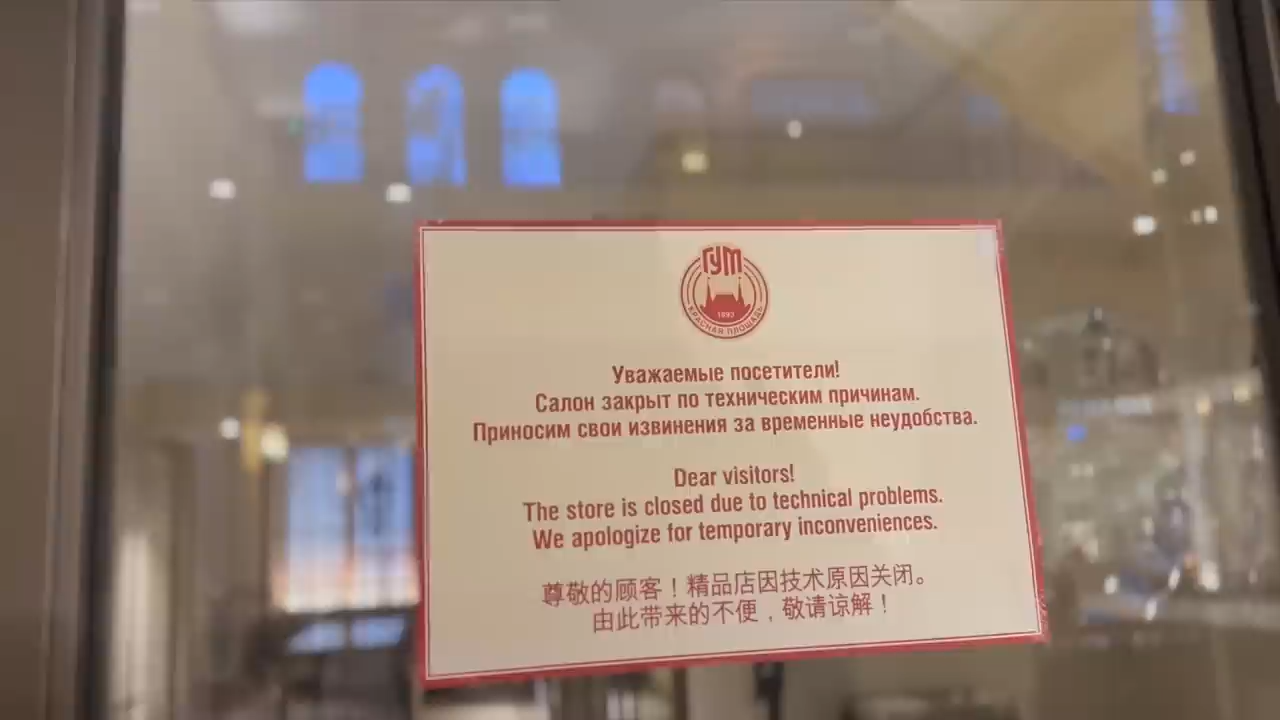 ГУМ
1893
КРАСНАЯ ПЛОЩАДЬ
Уважаемые посетители!
Салон закрыт по техническим причинам.
Приносим свои извинения за временные неудобства.
Dear visitors!
The store is closed due to technical problems.
We apologize for temporary inconveniences.
尊敬的顾客！精品店因技术原因关闭。
由此带来的不便，敬请谅解！